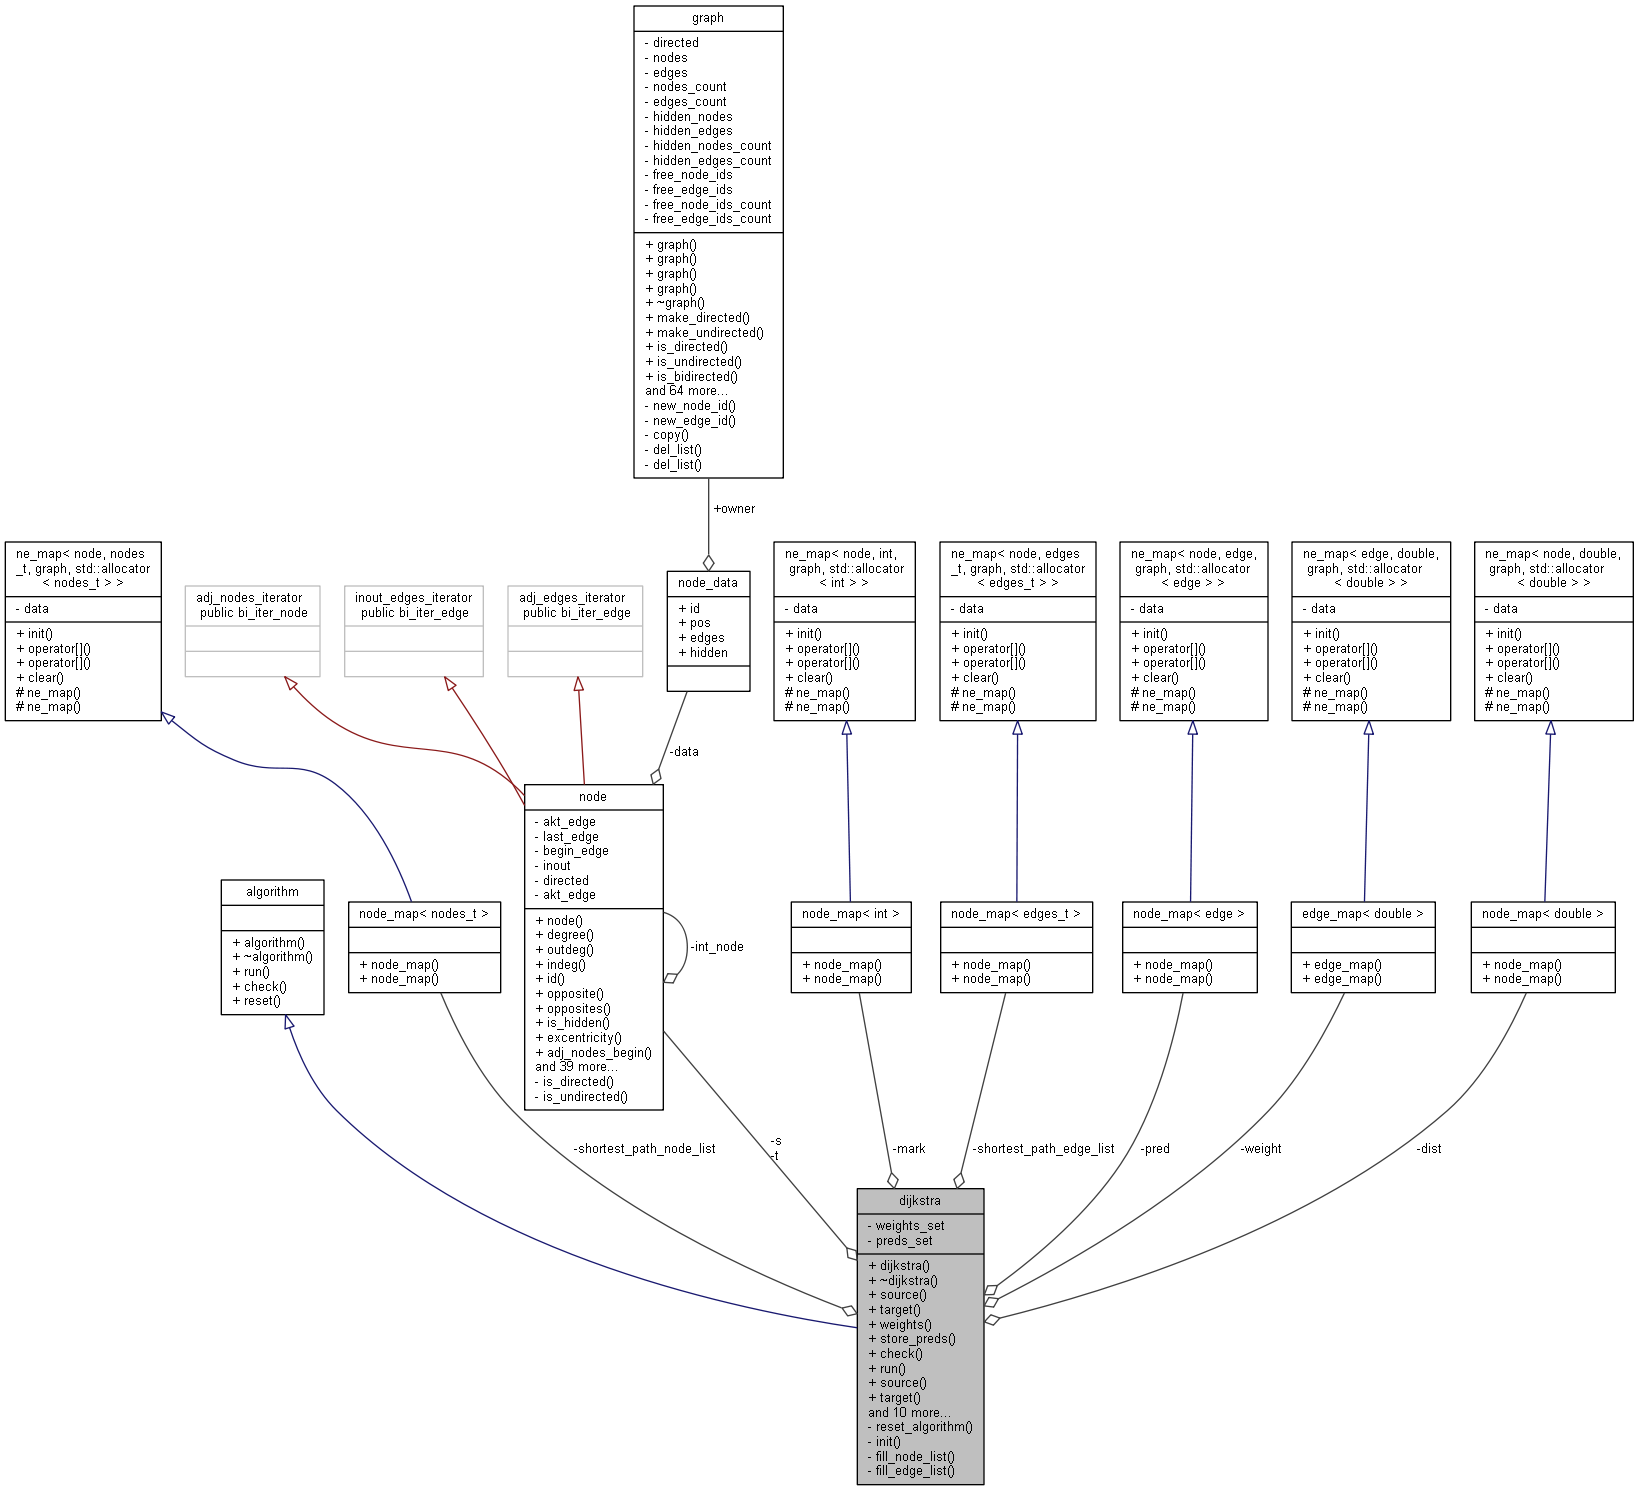 graph
- directed
- nodes
- edges
- nodes_count
- edges_count
- hidden_nodes
- hidden_edges
- hidden_nodes_count
- hidden_edges_count
- free_node_ids
- free_edge_ids
- free_node_ids_count
- free_edge_ids_count
+ graph()
+ graph()
+ graph()
+ graph()
+ ~graph()
+ make_directed()
+ make_undirected()
+ is_directed()
+ is_undirected()
+ is_bidirected()
and 64 more...
- new_node_id()
- new_edge_id()
- copy()
- del_list()
- del_list()
+owner
ne_map< node, nodes
_t, graph, std::allocator
< nodes_t > >
- data
+ init()
+ operator[]()
+ operator[]()
+ clear()
# ne_map()
# ne_map()
adj_nodes_iterator
public bi_iter_node
inout_edges_iterator
public bi_iter_edge
adj_edges_iterator
public bi_iter_edge
node_data
+ id
+ pos
+ edges
+ hidden
ne_map< node, int,
graph, std::allocator
< int > >
- data
+ init()
+ operator[]()
+ operator[]()
+ clear()
# ne_map()
# ne_map()
ne_map< node, edges
_t, graph, std::allocator
< edges_t > >
- data
+ init()
+ operator[]()
+ operator[]()
+ clear()
# ne_map()
# ne_map()
ne_map< node, edge,
graph, std::allocator
< edge > >
- data
+ init()
+ operator[]()
+ operator[]()
+ clear()
# ne_map()
# ne_map()
ne_map< edge, double,
graph, std::allocator
< double > >
- data
+ init()
+ operator[]()
+ operator[]()
+ clear()
# ne_map()
# ne_map()
ne_map< node, double,
graph, std::allocator
< double > >
- data
+ init()
+ operator[]()
+ operator[]()
+ clear()
# ne_map()
# ne_map()
-data
algorithm
+ algorithm()
+ ~algorithm()
+ run()
+ check()
+ reset()
node_map< nodes_t >
+ node_map()
+ node_map()
node
- akt_edge
- last_edge
- begin_edge
- inout
- directed
- akt_edge
+ node()
+ degree()
+ outdeg()
+ indeg()
+ id()
+ opposite()
+ opposites()
+ is_hidden()
+ excentricity()
+ adj_nodes_begin()
and 39 more...
- is_directed()
- is_undirected()
-int_node
node_map< int >
+ node_map()
+ node_map()
node_map< edges_t >
+ node_map()
+ node_map()
node_map< edge >
+ node_map()
+ node_map()
edge_map< double >
+ edge_map()
+ edge_map()
node_map< double >
+ node_map()
+ node_map()
-shortest_path_node_list
-s
-t
-mark
-shortest_path_edge_list
-pred
-weight
-dist
dijkstra
- weights_set
- preds_set
+ dijkstra()
+ ~dijkstra()
+ source()
+ target()
+ weights()
+ store_preds()
+ check()
+ run()
+ source()
+ target()
and 10 more...
- reset_algorithm()
- init()
- fill_node_list()
- fill_edge_list()